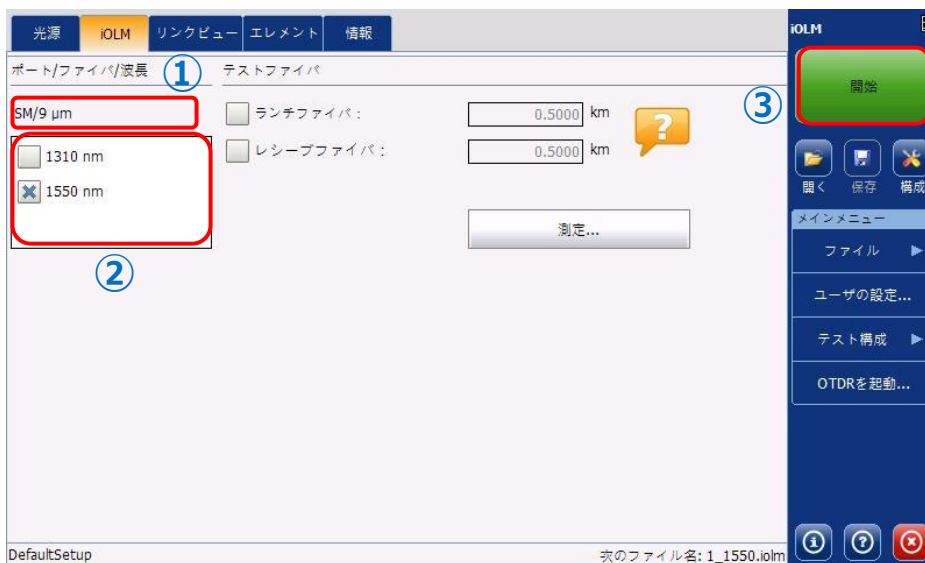 光源 iOLM リンクビュー エレメント 情報
iOLM
ポート/ファイバ/波長 ① テストファイバ
SM/9 µm
ランチファイバ: 0.5000 km
?
③
開始
1310 nm
レシーブファイバ: 0.5000 km
1550 nm
測定...
②
開く 保存 構成
メインメニュー
ファイル
ユーザの設定...
テスト構成
OTDRを起動...
DefaultSetup
次のファイル名: 1_1550.iolm